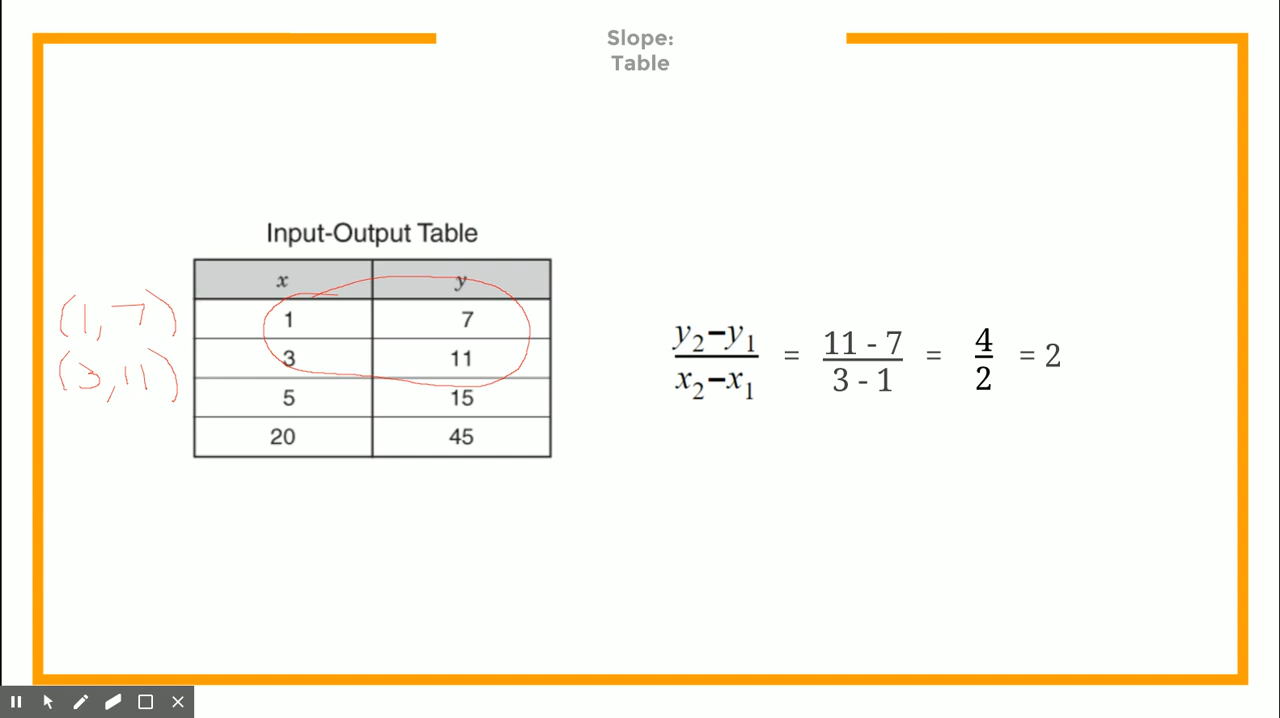 Slope:
Table
Input-Output Table
x y
1 7
3 11
5 15
20 45
(1, 7)
(3, 11)
y₂−y₁ / x₂−x₁ = 11 - 7 / 3 - 1 = 4 / 2 = 2